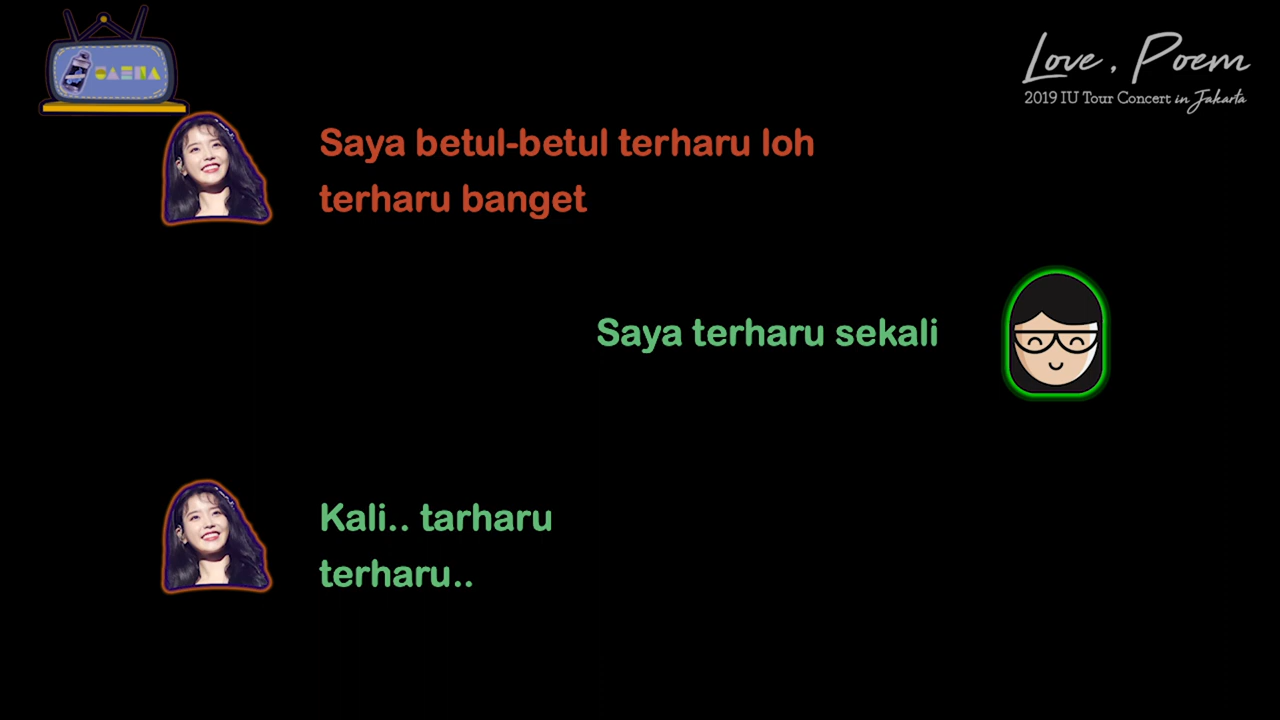 Love, Poem
2019 IU Tour Concert in Jakarta
Saya betul-betul terharu loh
terharu banget
Saya terharu sekali
Kali.. tarharu
terharu..